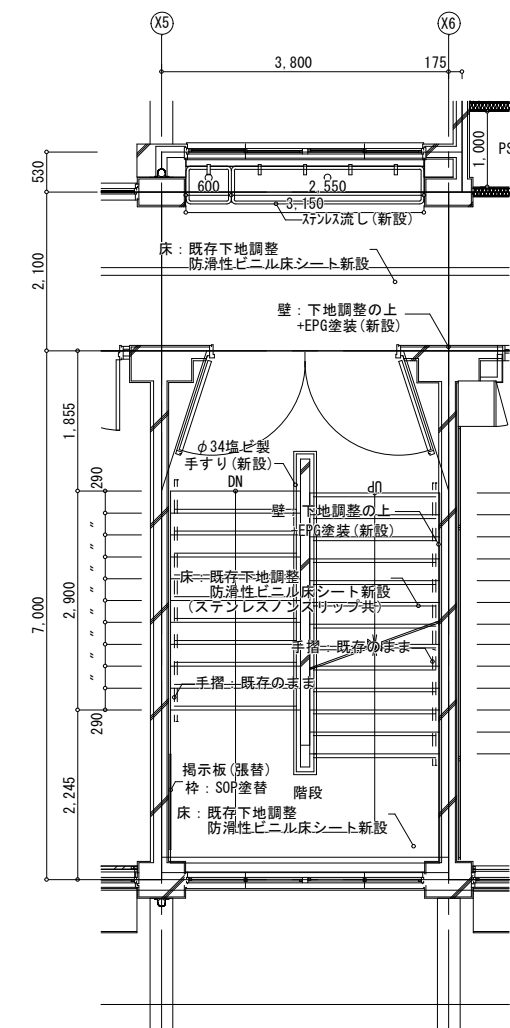 X5
X6
3,800
175
1,000
PS
530
600
2,550
3,150
ステンレス流し(新設)
床：既存下地調整
防滑性ビニル床シート新設
2,100
壁：下地調整の上
+EPG塗装(新設)
1,855
φ34塩ビ製
手すり(新設)
290
DN
UP
壁：下地調整の上
+EPG塗装(新設)
〃
〃
〃
〃
〃
〃
〃
〃
床：既存下地調整
防滑性ビニル床シート新設
(ステンレスノンスリップ共)
2,900
7,000
手摺：既存のまま
手摺：既存のまま
290
掲示板(張替)
枠：SOP塗替
階段
2,245
床：既存下地調整
防滑性ビニル床シート新設